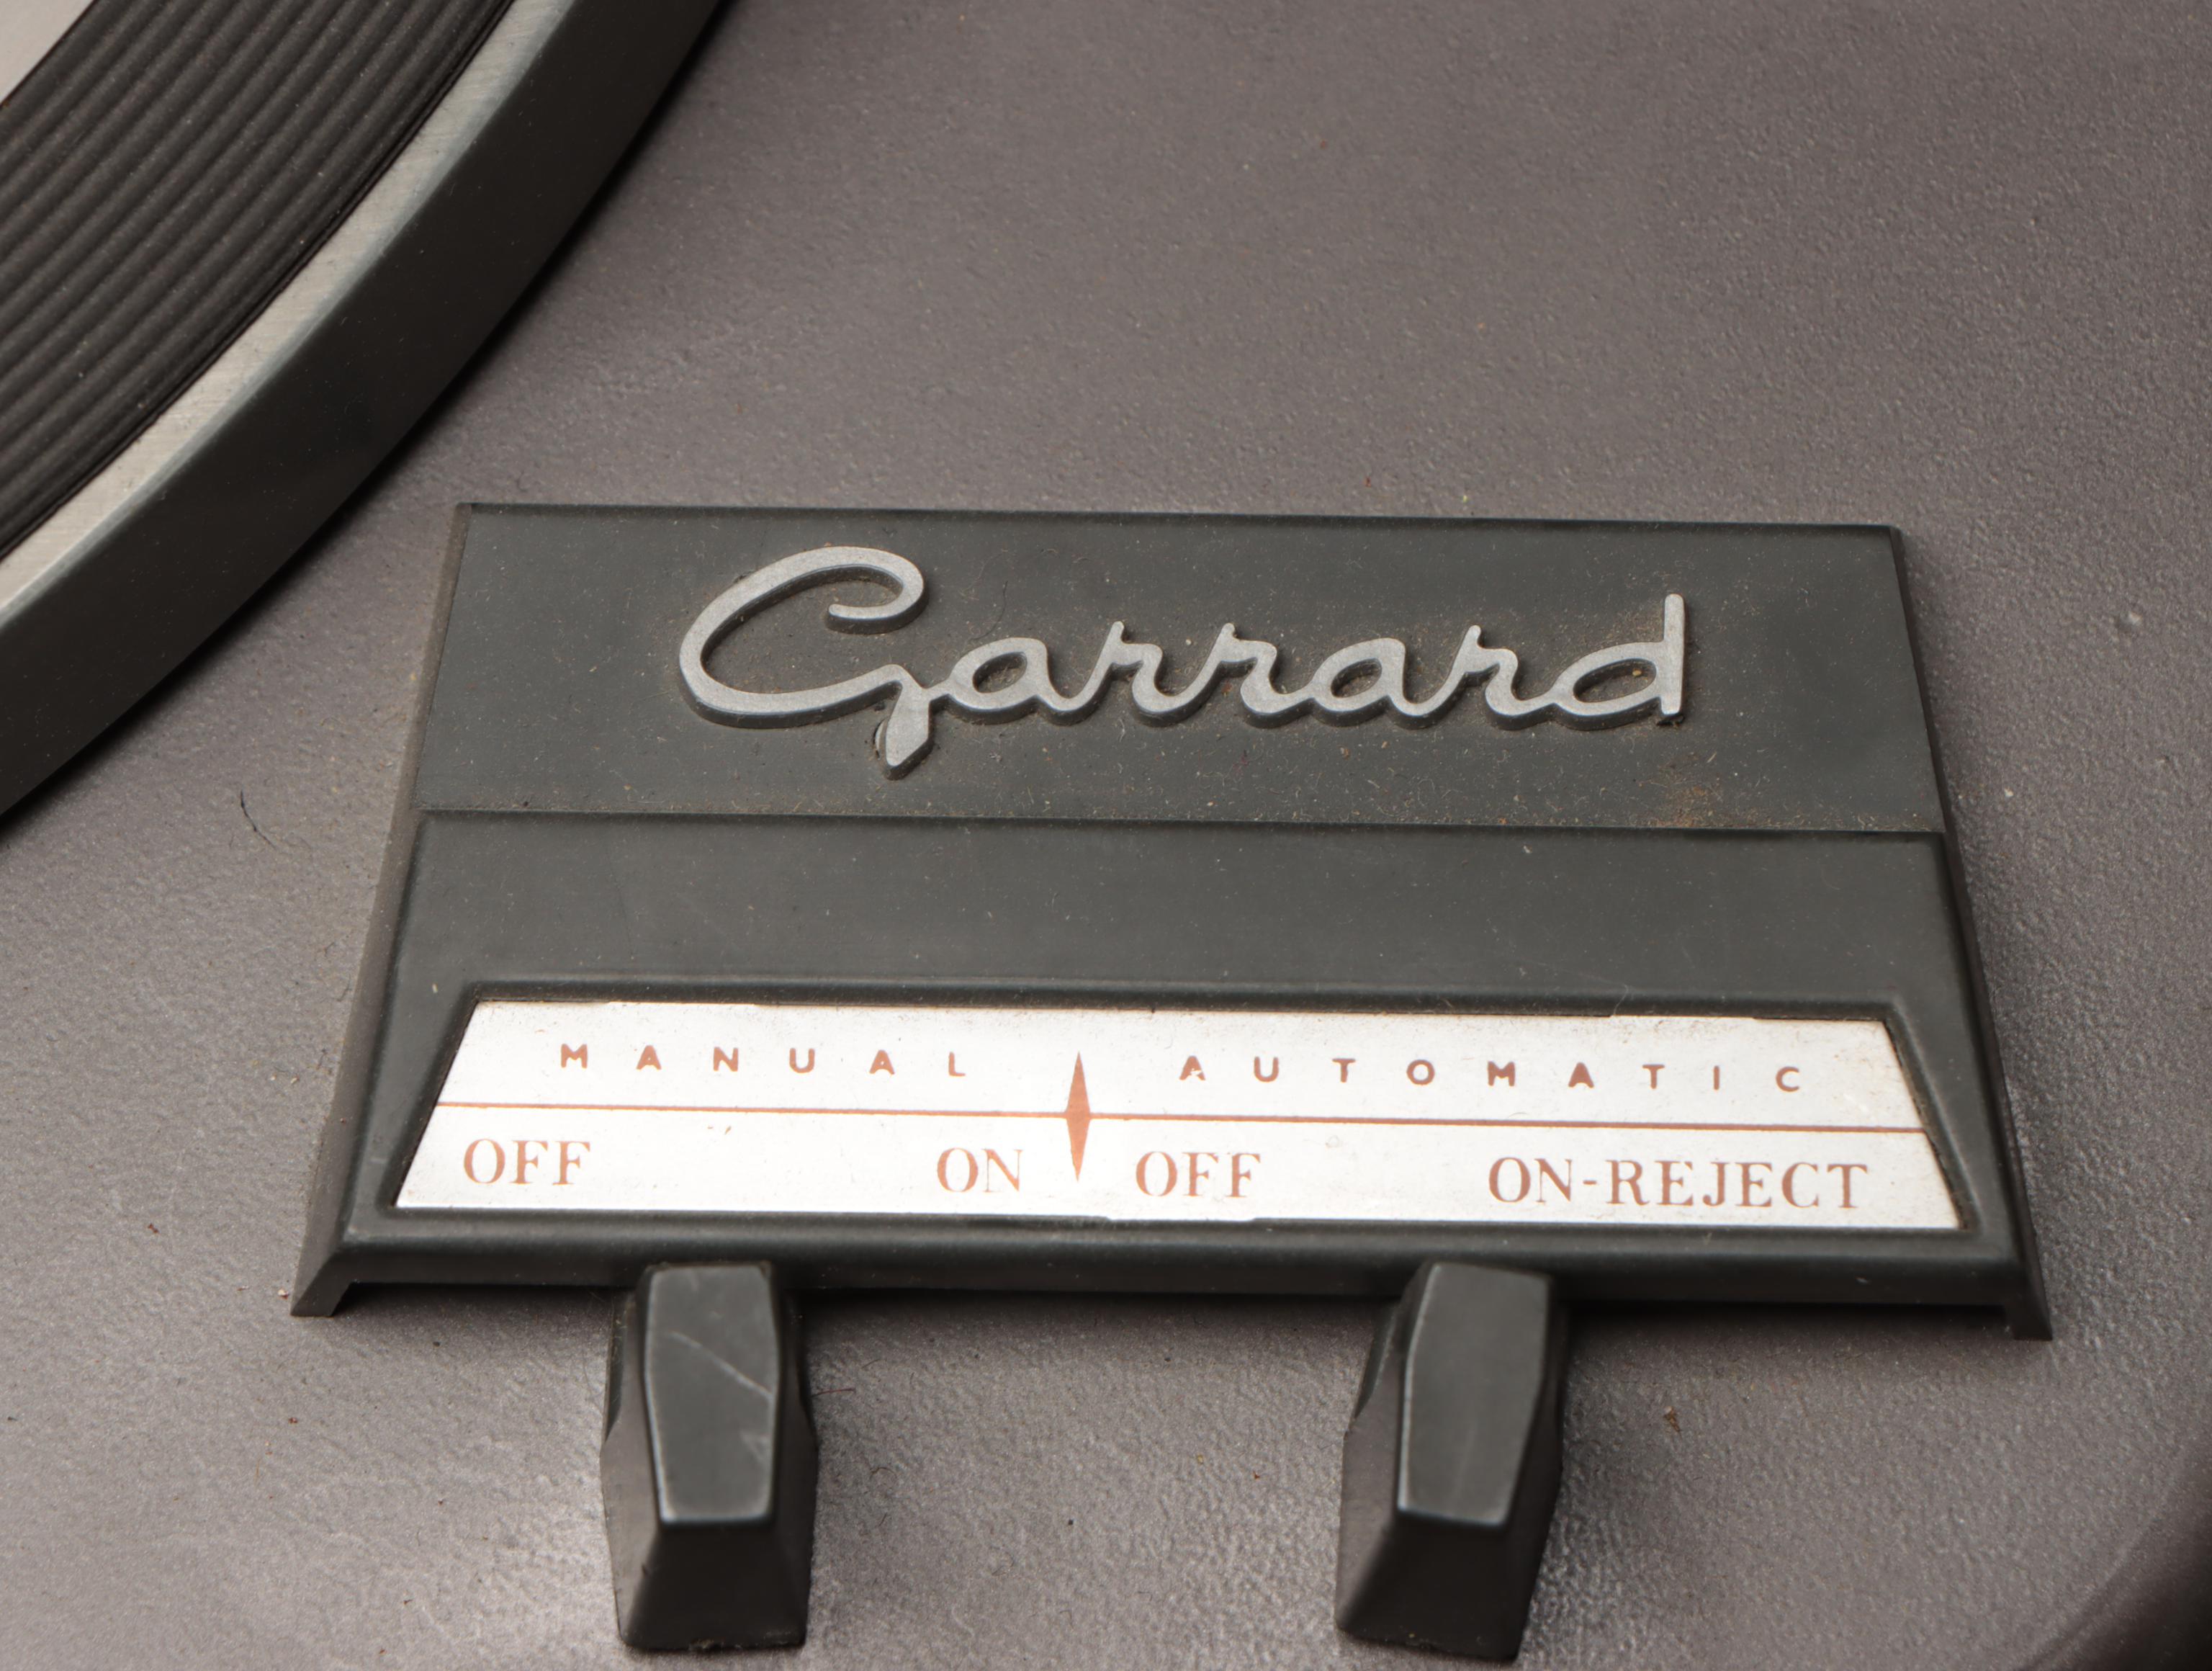 Garrard
MANUAL AUTOMATIC
OFF ON OFF ON-REJECT